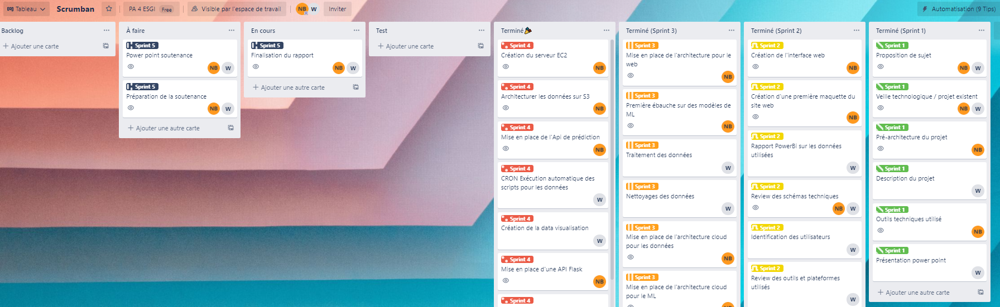 Tableau
Scrumban
PA 4 ESGI Free
Visible par l'espace de travail
NB W
Inviter
Automatisation (9 Tips)
Backlog
+ Ajouter une carte
À faire
Sprint 5
Power point soutenance
NB W
Sprint 5
Préparation de la soutenance
NB W
+ Ajouter une autre carte
En cours
Sprint 5
Finalisation du rapport
NB W
+ Ajouter une autre carte
Test
+ Ajouter une carte
Terminé
Sprint 4
Création du serveur EC2
NB
Sprint 4
Architecturer les données sur S3
NB
Sprint 4
Mise en place de l'Api de prédiction
NB
Sprint 4
CRON Exécution automatique des
scripts pour les données
W
Sprint 4
Création de la data visualisation
W
Sprint 4
Mise en place d'une API Flask
NB
Sprint 4
Terminé (Sprint 3)
Sprint 3
Mise en place de l'architecture pour le
web
NB
Sprint 3
Première ébauche sur des modèles de
ML
NB
Sprint 3
Traitement des données
W
Sprint 3
Nettoyages des données
W
Sprint 3
Mise en place de l'architecture cloud
pour les données
NB
Sprint 3
Mise en place de l'architecture cloud
pour le ML
NB
Terminé (Sprint 2)
Sprint 2
Création de l'interface web
NB
Sprint 2
Création d'une première maquette du
site web
NB
Sprint 2
Rapport PowerBi sur les données
utilisées
W
Sprint 2
Review des schémas techniques
NB W
Sprint 2
Identification des utilisateurs
W
Sprint 2
Review des outils et plateformes
utilisés
W
Terminé (Sprint 1)
Sprint 1
Proposition de sujet
NB W
Sprint 1
Veille technologique / projet existent
NB W
Sprint 1
Pré-architecture du projet
NB
Sprint 1
Description du projet
W
Sprint 1
Outils techniques utilisé
NB
Sprint 1
Présentation power point
W
+ Ajouter une autre carte